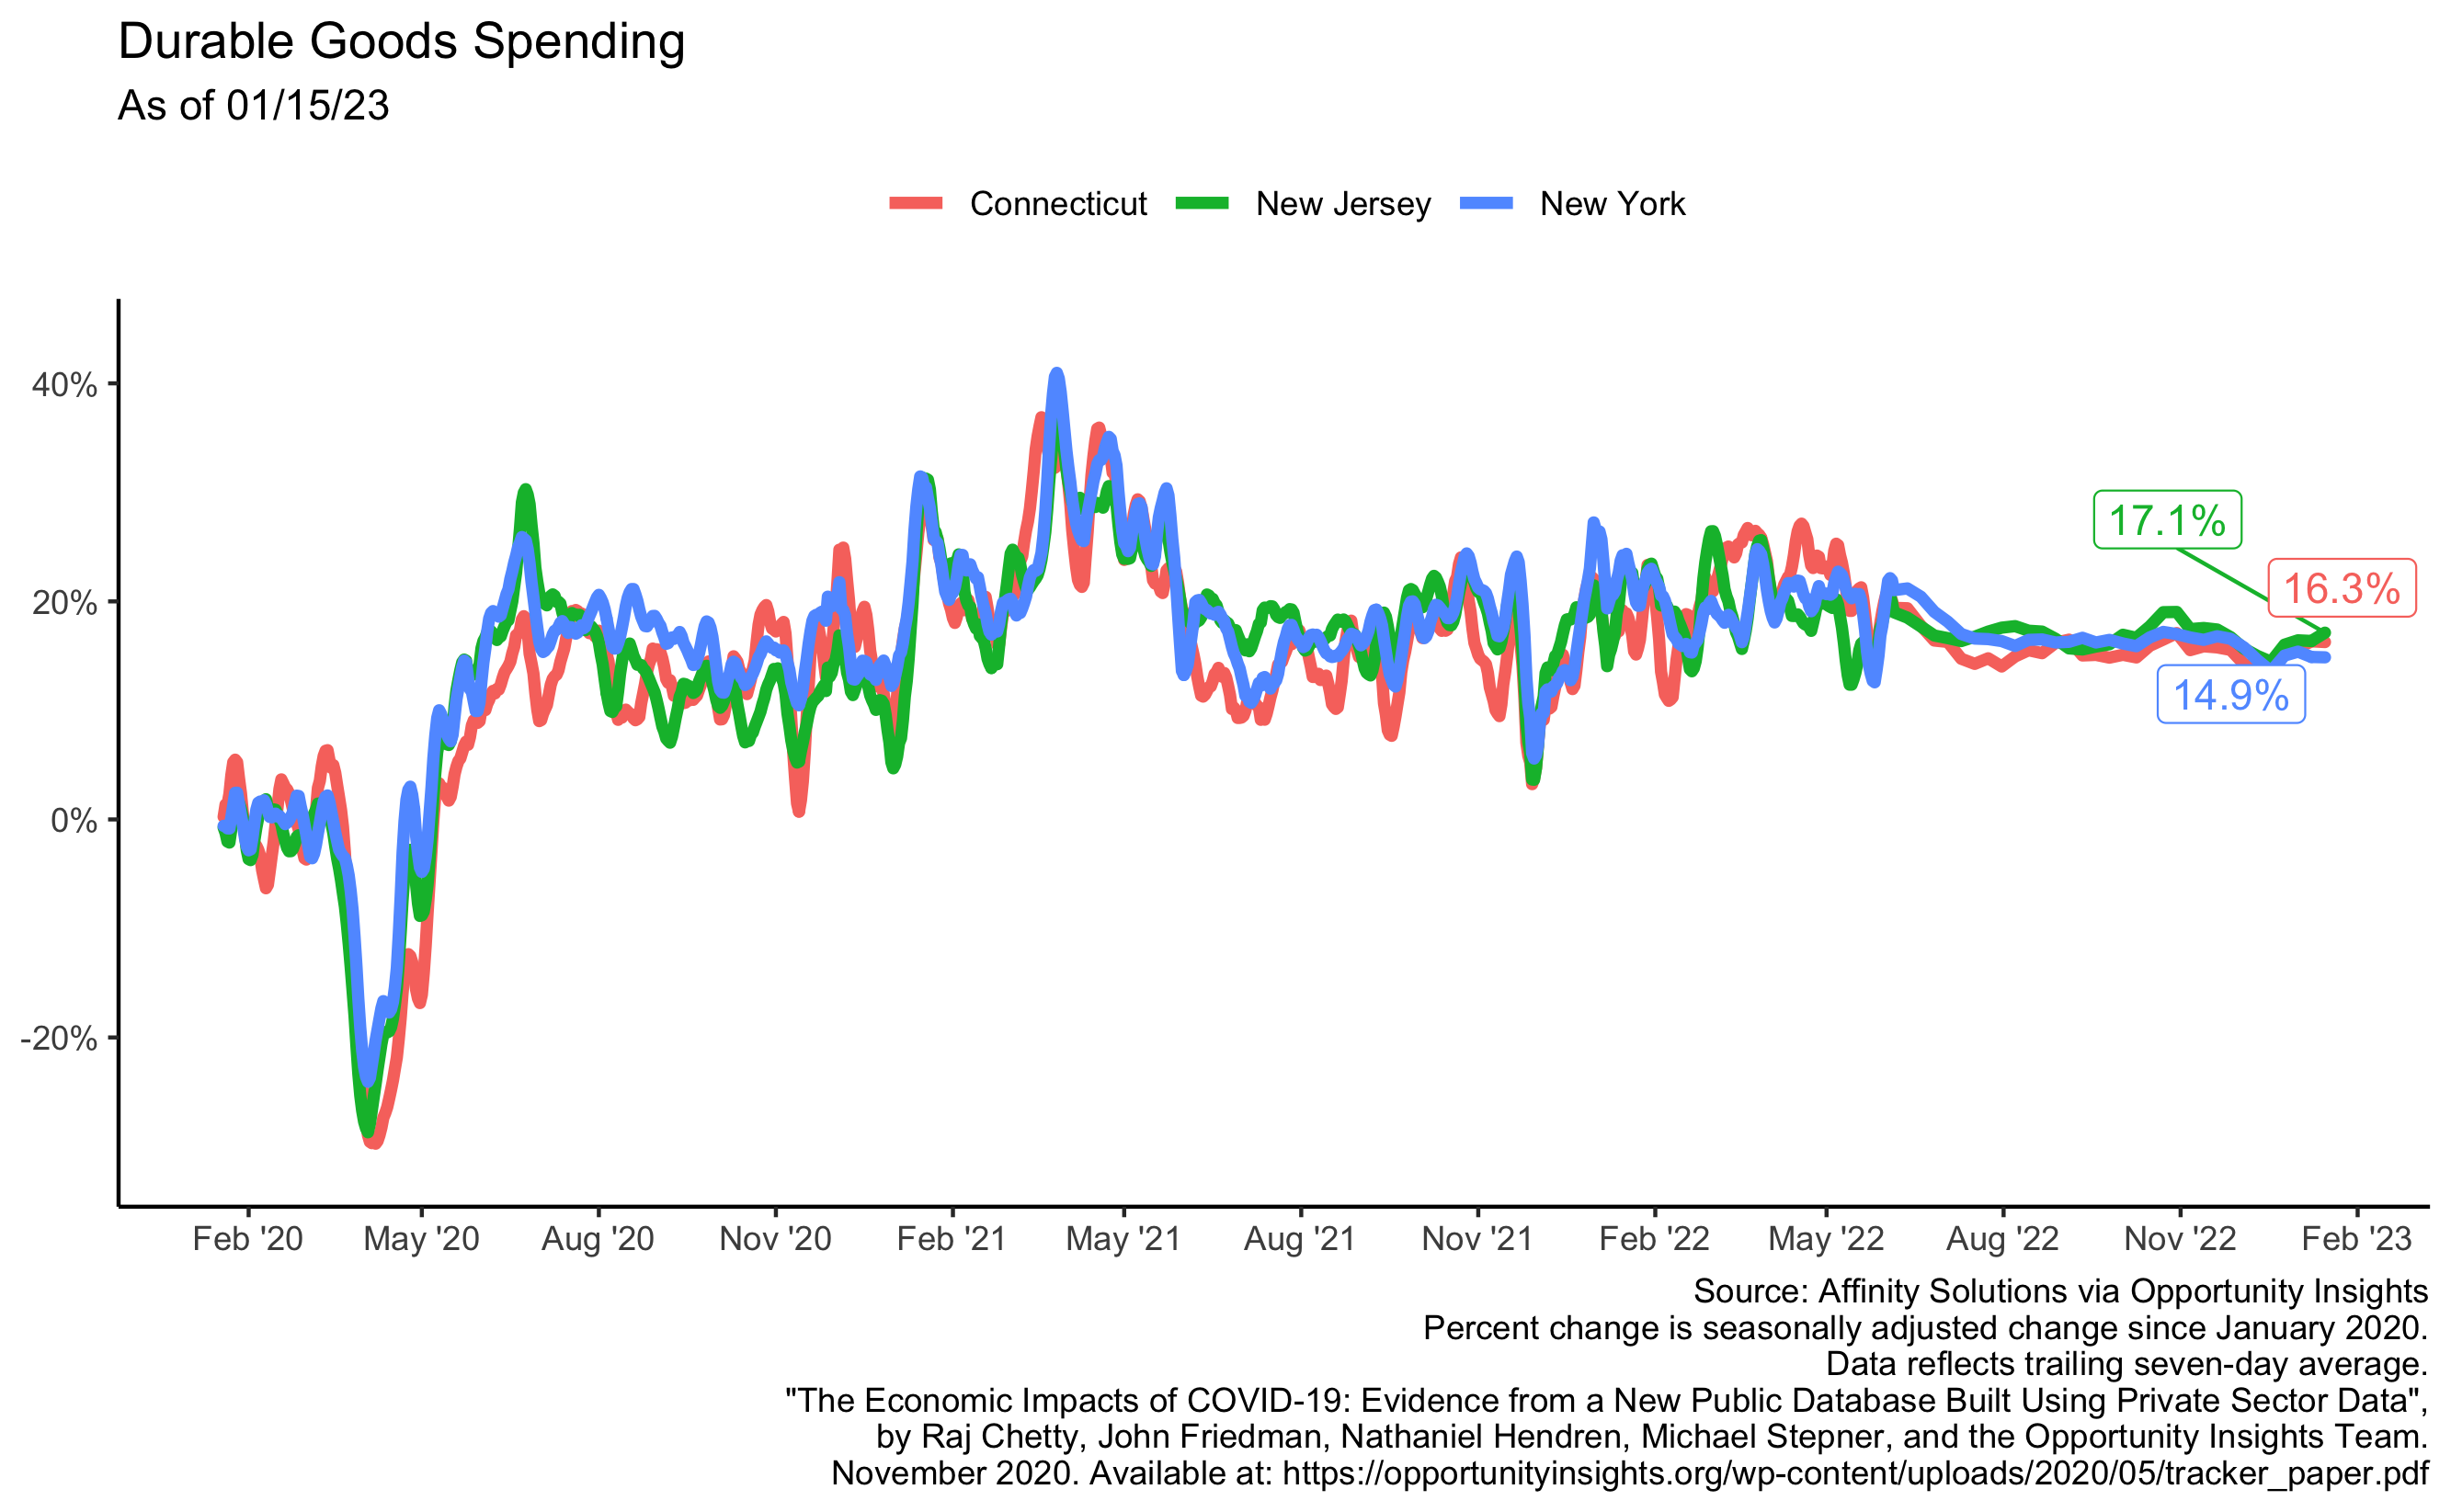 Durable Goods Spending
As of 01/15/23
Connecticut New Jersey New York
40%
20%
0%
-20%
17.1%
16.3%
14.9%
Feb '20 May '20 Aug '20 Nov '20 Feb '21 May '21 Aug '21 Nov '21 Feb '22 May '22 Aug '22 Nov '22 Feb '23
Source: Affinity Solutions via Opportunity Insights
Percent change is seasonally adjusted change since January 2020.
Data reflects trailing seven-day average.
"The Economic Impacts of COVID-19: Evidence from a New Public Database Built Using Private Sector Data",
by Raj Chetty, John Friedman, Nathaniel Hendren, Michael Stepner, and the Opportunity Insights Team.
November 2020. Available at: https://opportunityinsights.org/wp-content/uploads/2020/05/tracker_paper.pdf